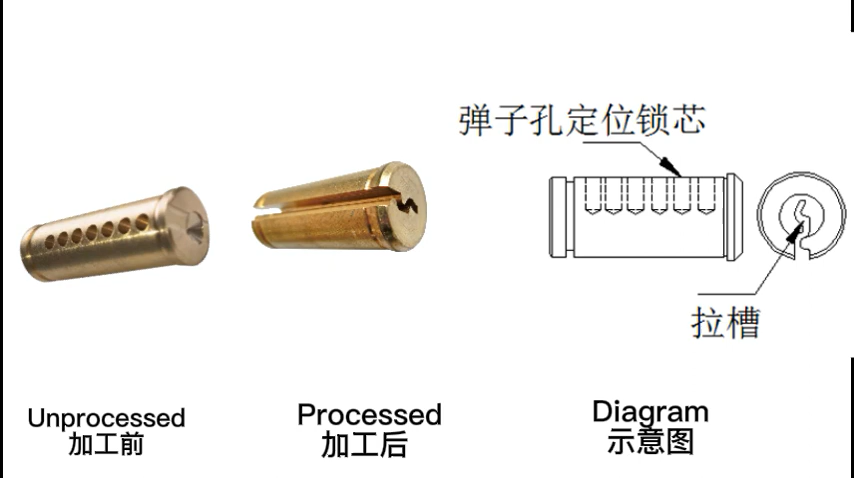 弹子孔定位锁芯
拉槽
Unprocessed
加工前
Processed
加工后
Diagram
示意图